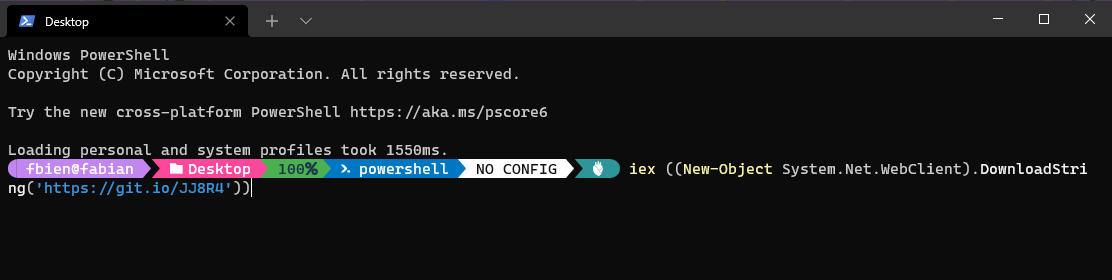 Desktop
Windows PowerShell
Copyright (C) Microsoft Corporation. All rights reserved.
Try the new cross-platform PowerShell https://aka.ms/pscore6
Loading personal and system profiles took 1550ms.
fbien@fabian Desktop 100% powershell NO CONFIG iex ((New-Object System.Net.WebClient).DownloadStri
ng('https://git.io/JJ8R4'))